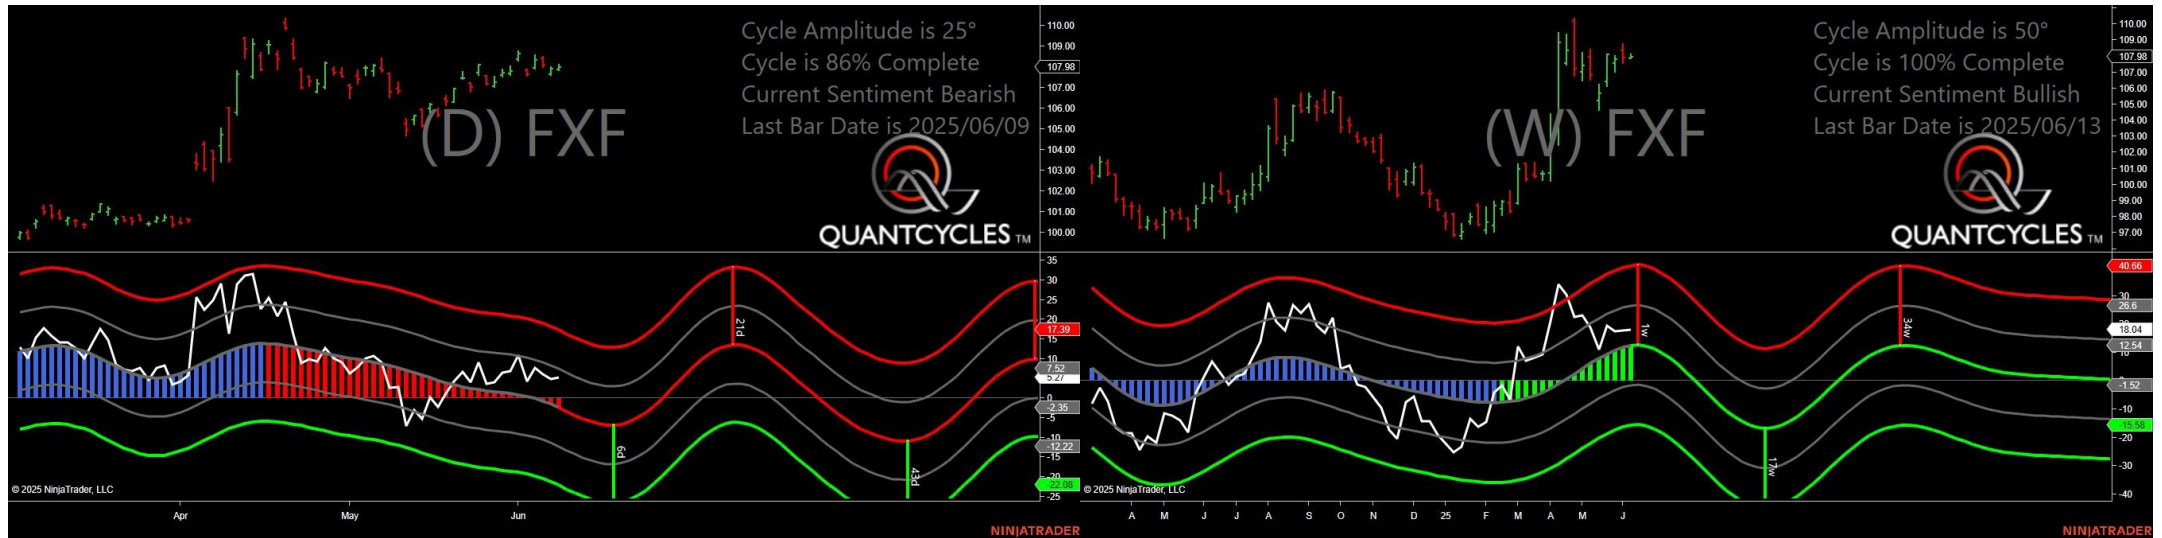 Cycle Amplitude is 25°
Cycle is 86% Complete
Current Sentiment Bearish
Last Bar Date is 2025/06/09
(D) FXF
QUANTCYCLES TM
110.00
109.00
107.98
107.00
106.00
105.00
104.00
103.00
102.00
101.00
100.00
35
30
25
20
17.39
15
10
7.52
5.27
0
-2.35
-5
-10
-12.22
-15
-20
-22.08
-25
21d
6d
43d
© 2025 NinjaTrader, LLC
Apr May Jun
NINJATRADER
Cycle Amplitude is 50°
Cycle is 100% Complete
Current Sentiment Bullish
Last Bar Date is 2025/06/13
(W) FXF
QUANTCYCLES TM
110.00
109.00
107.98
107.00
106.00
105.00
104.00
103.00
102.00
101.00
100.00
99.00
98.00
97.00
40.66
30
26.6
18.04
12.54
10
-1.52
-10
-15.58
-20
-30
-40
1w
34w
17w
© 2025 NinjaTrader, LLC
A M J J A S O N D 25 F M A M J
NINJATRADER